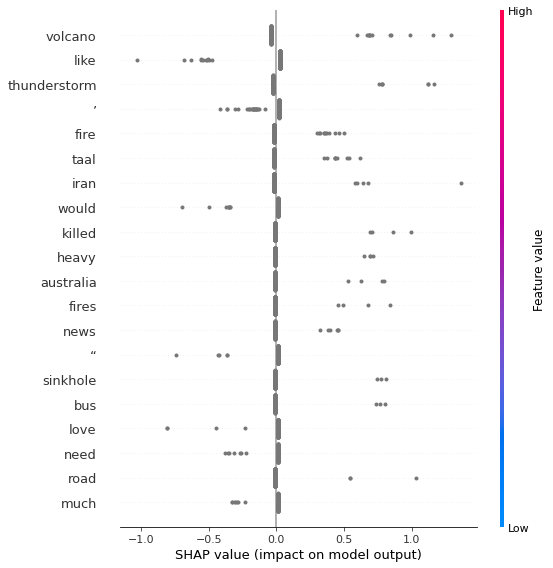 High
volcano
like
thunderstorm
’
fire
taal
iran
would
killed
heavy
australia
fires
news
“
sinkhole
bus
love
need
road
much
Feature value
Low
−1.0 −0.5 0.0 0.5 1.0
SHAP value (impact on model output)